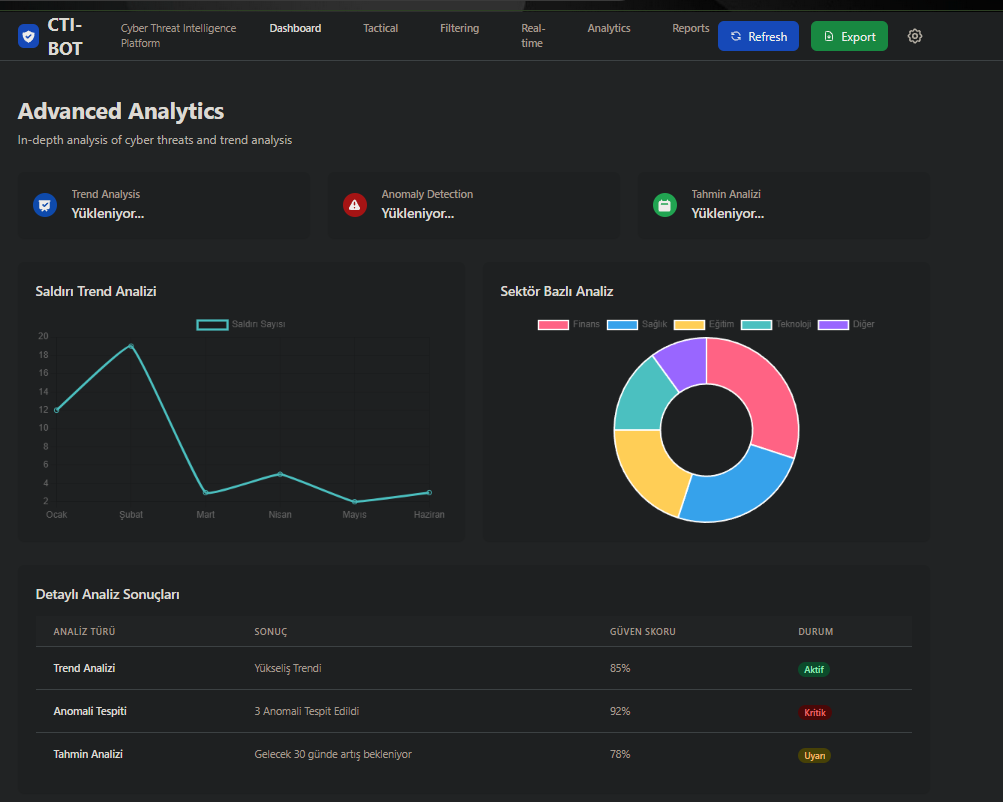 CTI-
BOT
Cyber Threat Intelligence
Platform
Dashboard
Tactical
Filtering
Real-
time
Analytics
Reports
Refresh
Export
Advanced Analytics
In-depth analysis of cyber threats and trend analysis
Trend Analysis
Yükleniyor...
Anomaly Detection
Yükleniyor...
Tahmin Analizi
Yükleniyor...
Saldırı Trend Analizi
Saldırı Sayısı
20
18
16
14
12
10
8
6
4
2
Ocak Şubat Mart Nisan Mayıs Haziran
Sektör Bazlı Analiz
Finans Sağlık Eğitim Teknoloji Diğer
Detaylı Analiz Sonuçları
ANALİZ TÜRÜ SONUÇ GÜVEN SKORU DURUM
Trend Analizi Yükseliş Trendi 85% Aktif
Anomali Tespiti 3 Anomali Tespit Edildi 92% Kritik
Tahmin Analizi Gelecek 30 günde artış bekleniyor 78% Uyarı